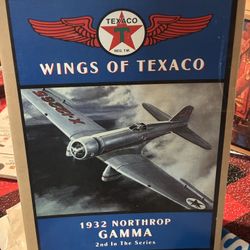 TEXACO
T
REG. T.M.
WINGS OF TEXACO
1932 NORTHROP
GAMMA
2nd In The Series